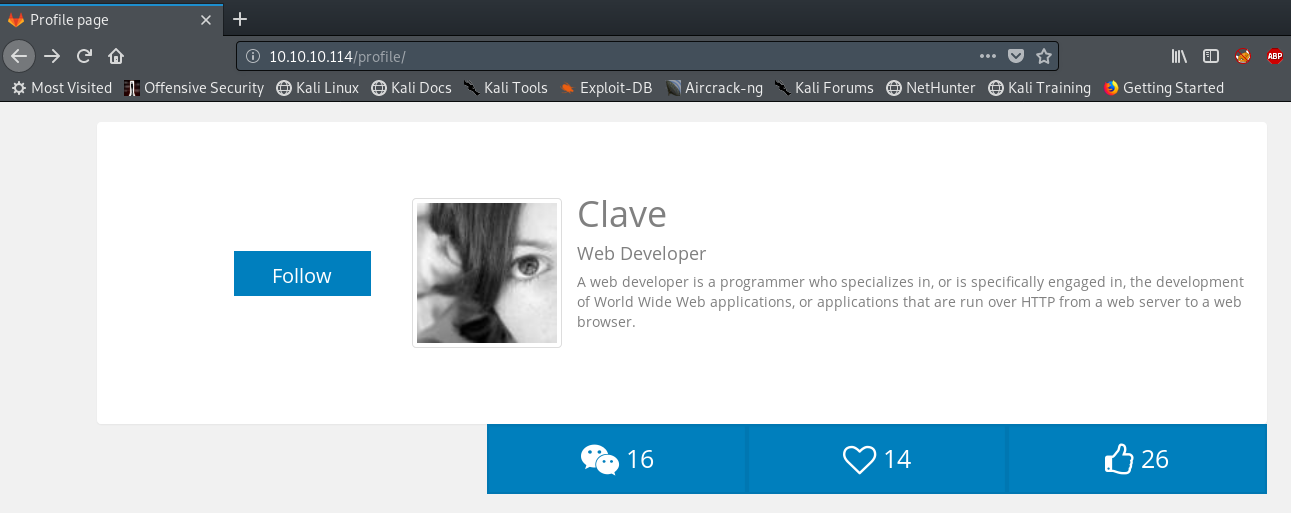 Profile page
10.10.10.114/profile/
ABP
Most Visited Offensive Security Kali Linux Kali Docs Kali Tools Exploit-DB Aircrack-ng Kali Forums NetHunter Kali Training Getting Started
Follow
Clave
Web Developer
A web developer is a programmer who specializes in, or is specifically engaged in, the development
of World Wide Web applications, or applications that are run over HTTP from a web server to a web
browser.
16 14 26